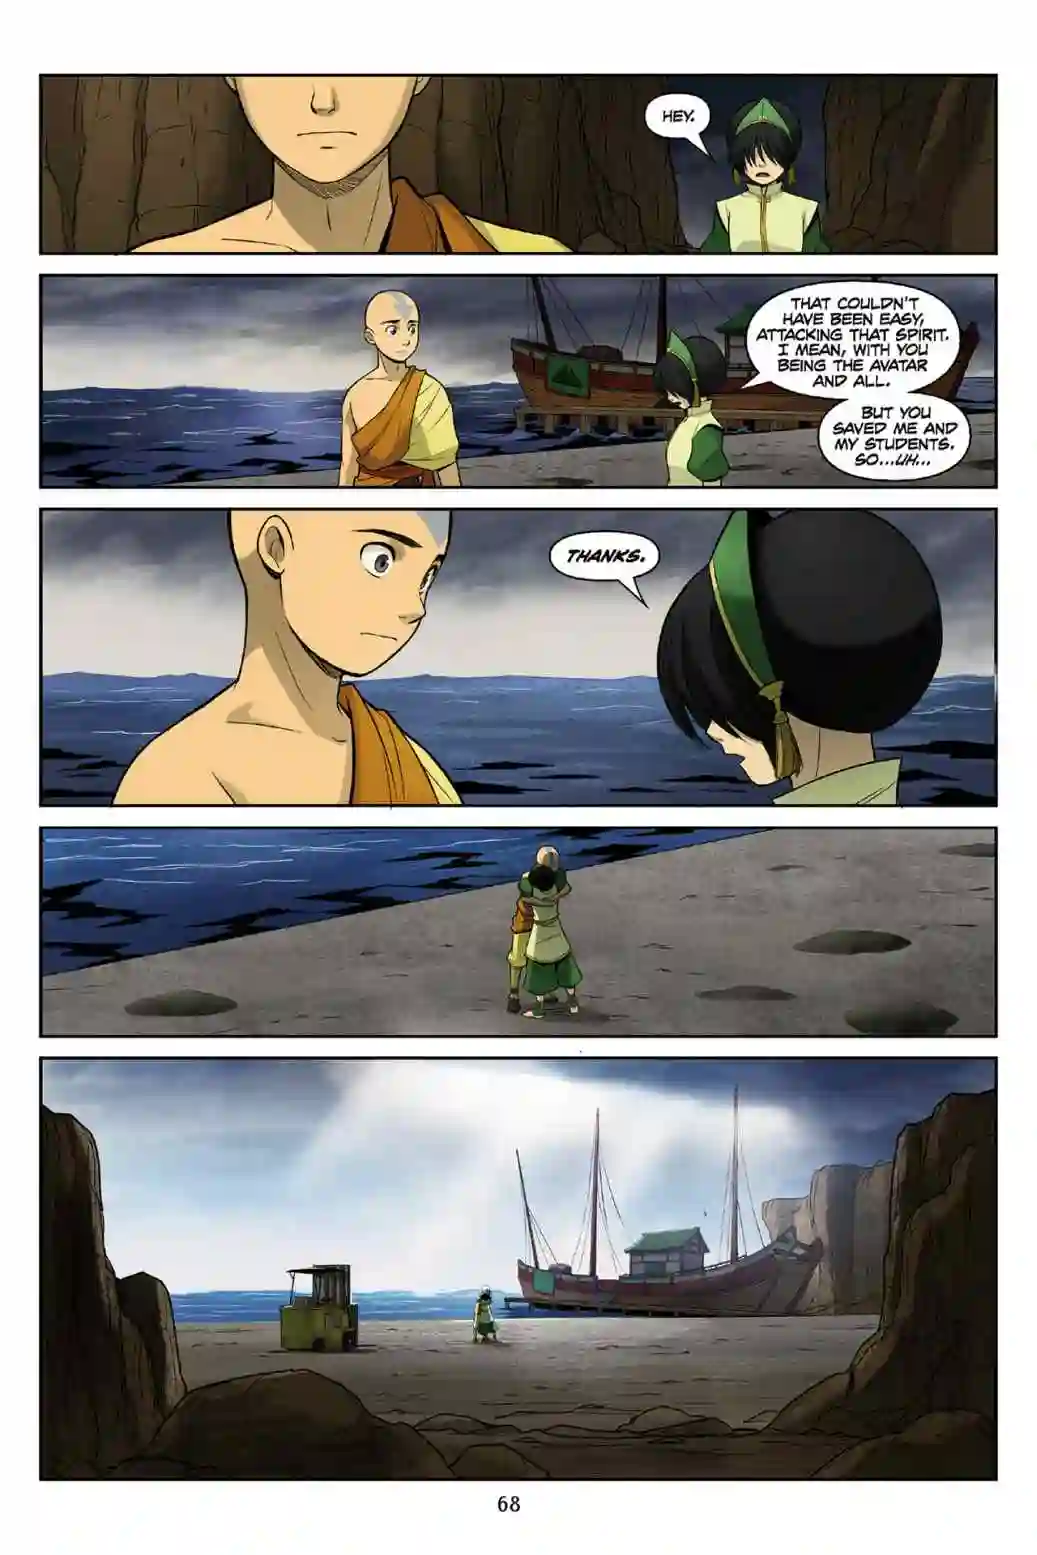 HEY.
THAT COULDN'T
HAVE BEEN EASY,
ATTACKING THAT SPIRIT.
I MEAN, WITH YOU
BEING THE AVATAR
AND ALL.
BUT YOU
SAVED ME AND
MY STUDENTS.
SO...UH...
THANKS.
68